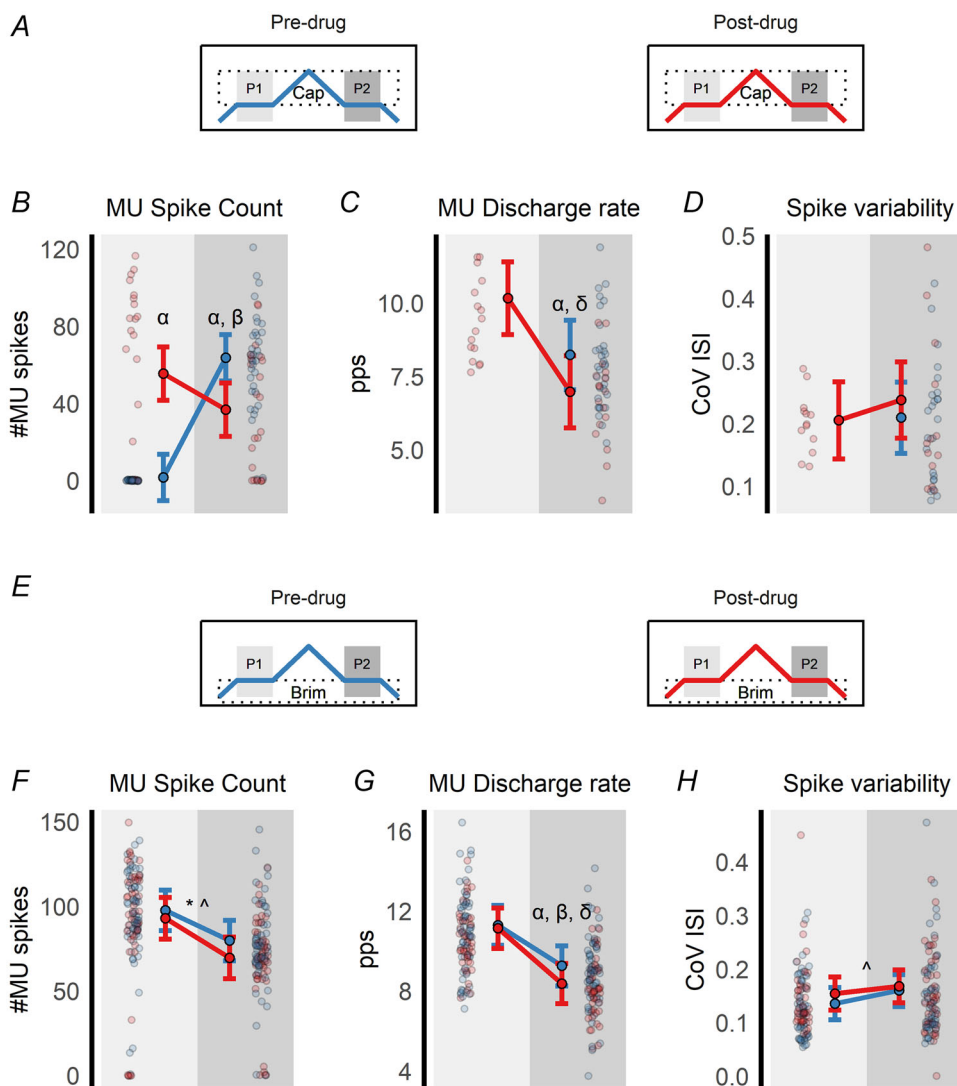 A
Pre-drug
Post-drug
P1
Cap
P2
P1
Cap
P2
B
MU Spike Count
C
MU Discharge rate
D
Spike variability
#MU spikes
120
80
40
0
α
α, β
pps
10.0
7.5
5.0
α, δ
CoV ISI
0.5
0.4
0.3
0.2
0.1
E
Pre-drug
Post-drug
P1
P2
Brim
P1
P2
Brim
F
MU Spike Count
G
MU Discharge rate
H
Spike variability
#MU spikes
150
100
50
0
* ^
pps
16
12
8
4
α, β, δ
CoV ISI
0.4
0.3
0.2
0.1
0.0
^